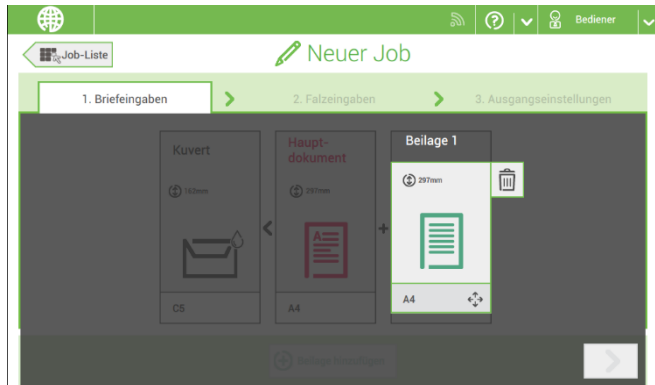 Bediener
Job-Liste
Neuer Job
1. Briefeingaben
2. Falzeingaben
3. Ausgangseinstellungen
Kuvert
Haupt-
dokument
Beilage 1
162mm
297mm
297mm
C5
A4
A4
Beilage hinzufügen